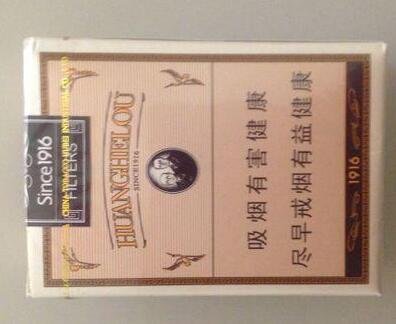 Since1916
FILTERS
CHINA TOBACCO HUBEI INDUSTRIAL CO., LTD
HUANGHELOU
SINCE1916
吸烟有害健康
尽早戒烟有益健康
1916